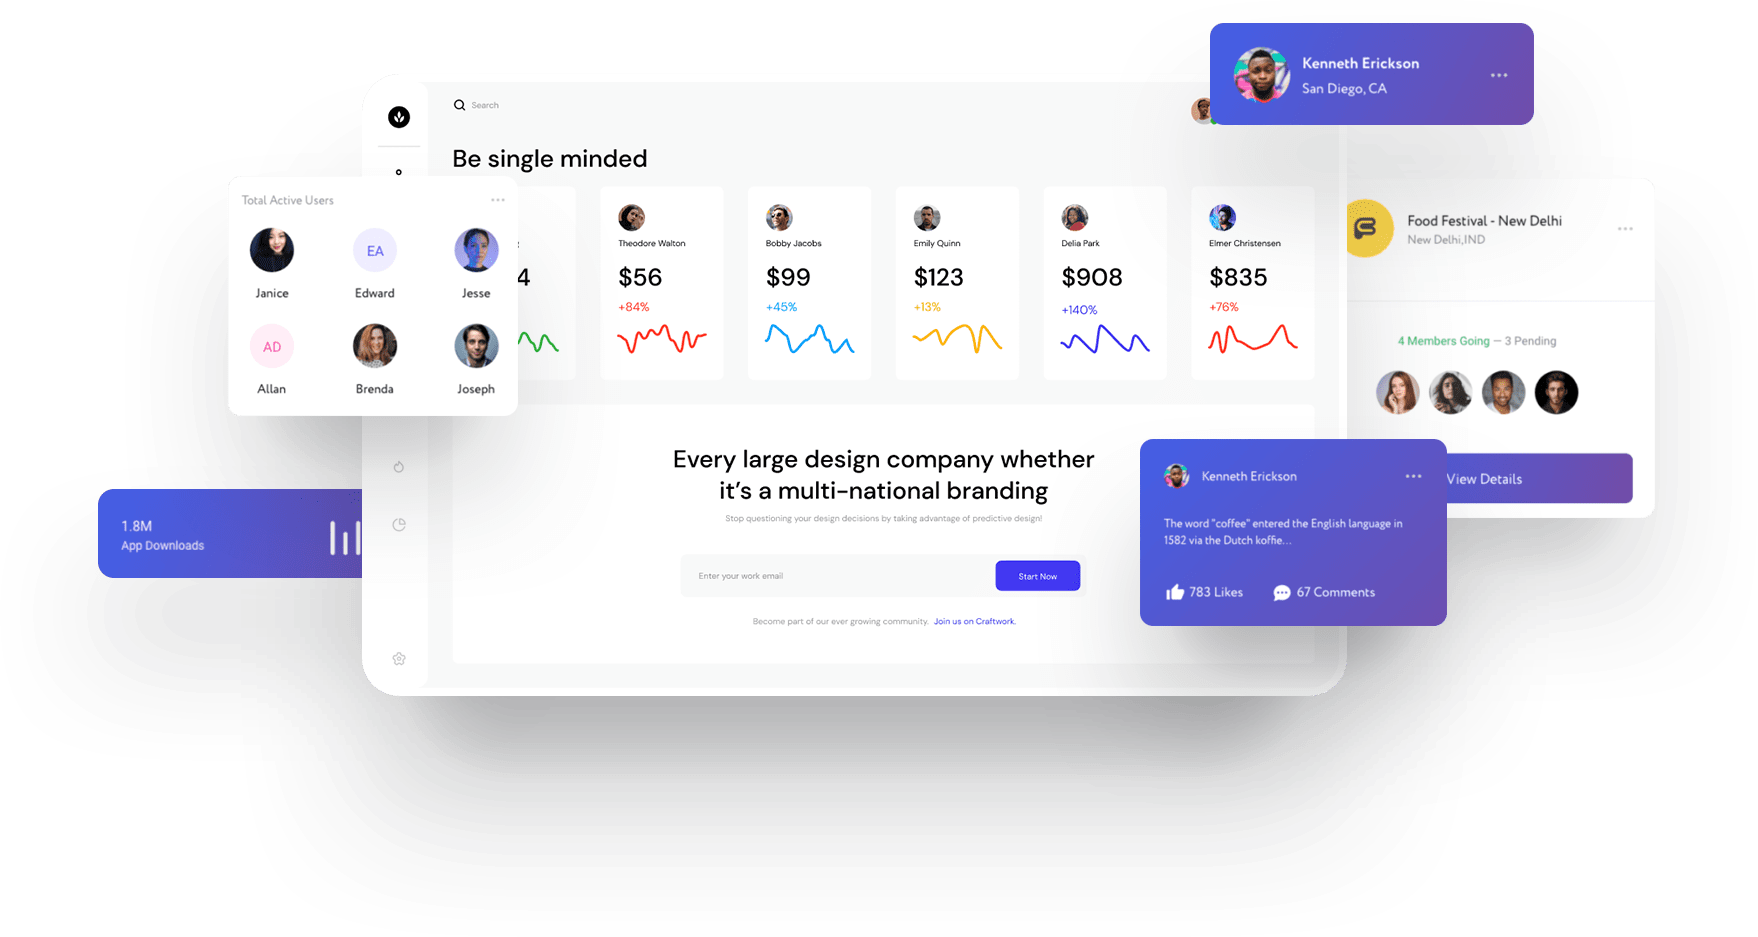 Kenneth Erickson
San Diego, CA
Search
Be single minded
Total Active Users
Janice
EA
Edward
Jesse
AD
Allan
Brenda
Joseph
4
Theodore Walton
$56
+84%
Bobby Jacobs
$99
+45%
Emily Quinn
$123
+13%
Delia Park
$908
+140%
Elmer Christensen
$835
+76%
Food Festival - New Delhi
New Delhi,IND
4 Members Going — 3 Pending
View Details
1.8M
App Downloads
Every large design company whether
it’s a multi-national branding
Stop questioning your design decisions by taking advantage of predictive design!
Enter your work email
Start Now
Become part of our ever growing community. Join us on Craftwork.
Kenneth Erickson
The word "coffee" entered the English language in
1582 via the Dutch koffie...
783 Likes
67 Comments